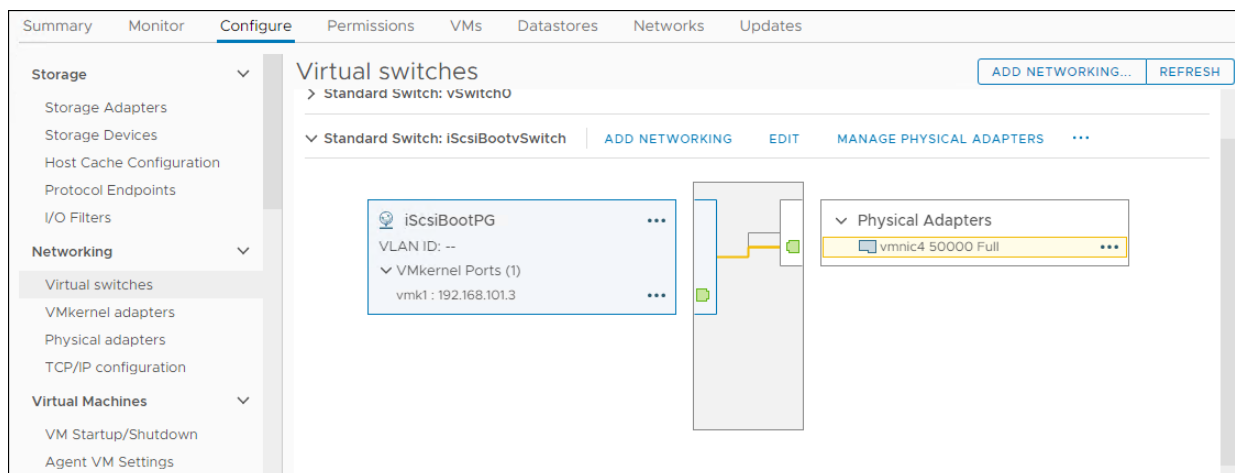 Summary Monitor Configure Permissions VMs Datastores Networks Updates
Storage
Storage Adapters
Storage Devices
Host Cache Configuration
Protocol Endpoints
I/O Filters
Networking
Virtual switches
VMkernel adapters
Physical adapters
TCP/IP configuration
Virtual Machines
VM Startup/Shutdown
Agent VM Settings
Virtual switches
ADD NETWORKING... REFRESH
Standard Switch: vSwitch0
Standard Switch: iScsiBootvSwitch ADD NETWORKING EDIT MANAGE PHYSICAL ADAPTERS ...
iScsiBootPG ...
VLAN ID: --
VMkernel Ports (1)
vmk1 : 192.168.101.3 ...
Physical Adapters
vmnic4 50000 Full ...